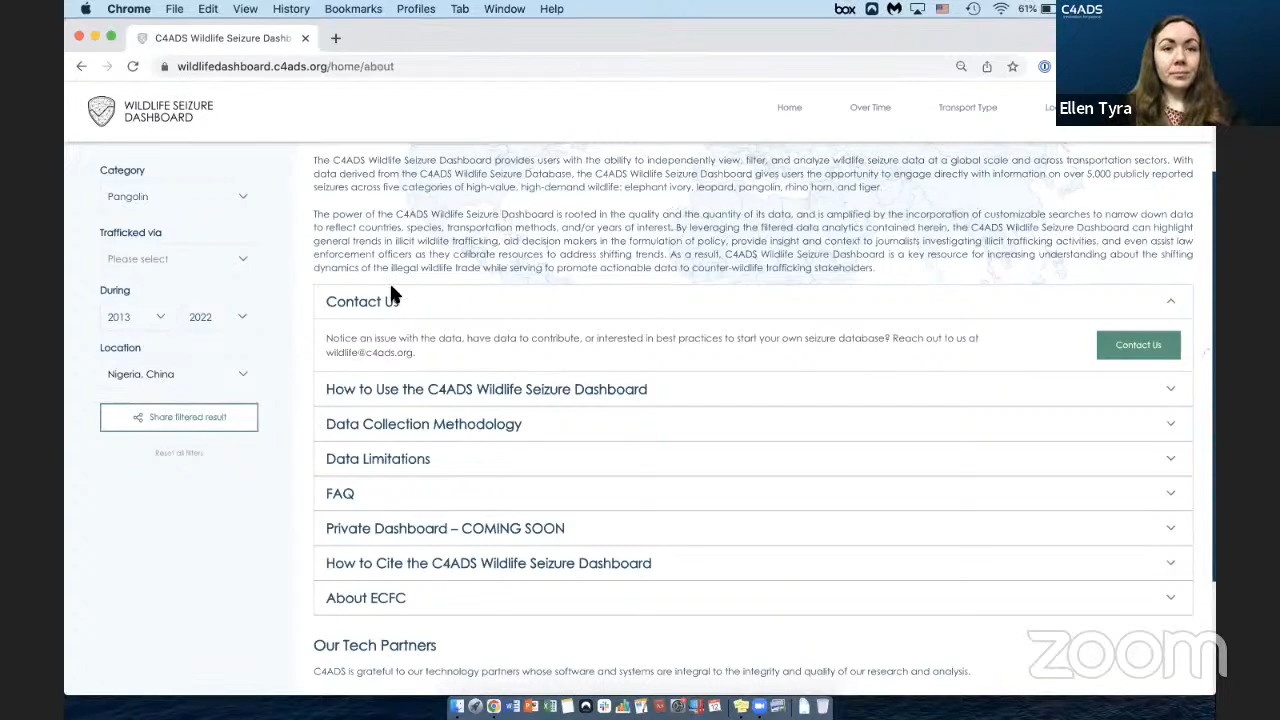 Chrome File Edit View History Bookmarks Profiles Tab Window Help
box
61%
C4ADS
C4ADS Wildlife Seizure Dashb
wildlifedashboard.c4ads.org/home/about
Ellen Tyra
WILDLIFE SEIZURE
DASHBOARD
Home Over Time Transport Type
Category
Pangolin
Trafficked via
Please select
During
2013 2022
Location
Nigeria, China
Share filtered result
Reset all filters
The C4ADS Wildlife Seizure Dashboard provides users with the ability to independently view, filter, and analyze wildlife seizure data at a global scale and across transportation sectors. With
data derived from the C4ADS Wildlife Seizure Database, the C4ADS Wildlife Seizure Dashboard gives users the opportunity to engage directly with information on over 5,000 publicly reported
seizures across five categories of high-value, high-demand wildlife: elephant ivory, leopard, pangolin, rhino horn, and tiger.
The power of the C4ADS Wildlife Seizure Dashboard is rooted in the quality and the quantity of its data, and is amplified by the incorporation of customizable searches to narrow down data
to reflect countries, species, transportation methods, and/or years of interest. By leveraging the filtered data analytics contained herein, the C4ADS Wildlife Seizure Dashboard can highlight
general trends in illicit wildlife trafficking, aid decision makers in the formulation of policy, provide insight and context to journalists investigating illicit trafficking activities, and even assist law
enforcement officers as they calibrate resources to address shifting trends. As a result, C4ADS Wildlife Seizure Dashboard is a key resource for increasing understanding about the shifting
dynamics of the illegal wildlife trade while serving to promote actionable data to counter-wildlife trafficking stakeholders.
Contact Us
Notice an issue with the data, have data to contribute, or interested in best practices to start your own seizure database? Reach out to us at
wildlife@c4ads.org.
Contact Us
How to Use the C4ADS Wildlife Seizure Dashboard
Data Collection Methodology
Data Limitations
FAQ
Private Dashboard – COMING SOON
How to Cite the C4ADS Wildlife Seizure Dashboard
About ECFC
Our Tech Partners
C4ADS is grateful to our technology partners whose software and systems are integral to the integrity and quality of our research and analysis.
zoom